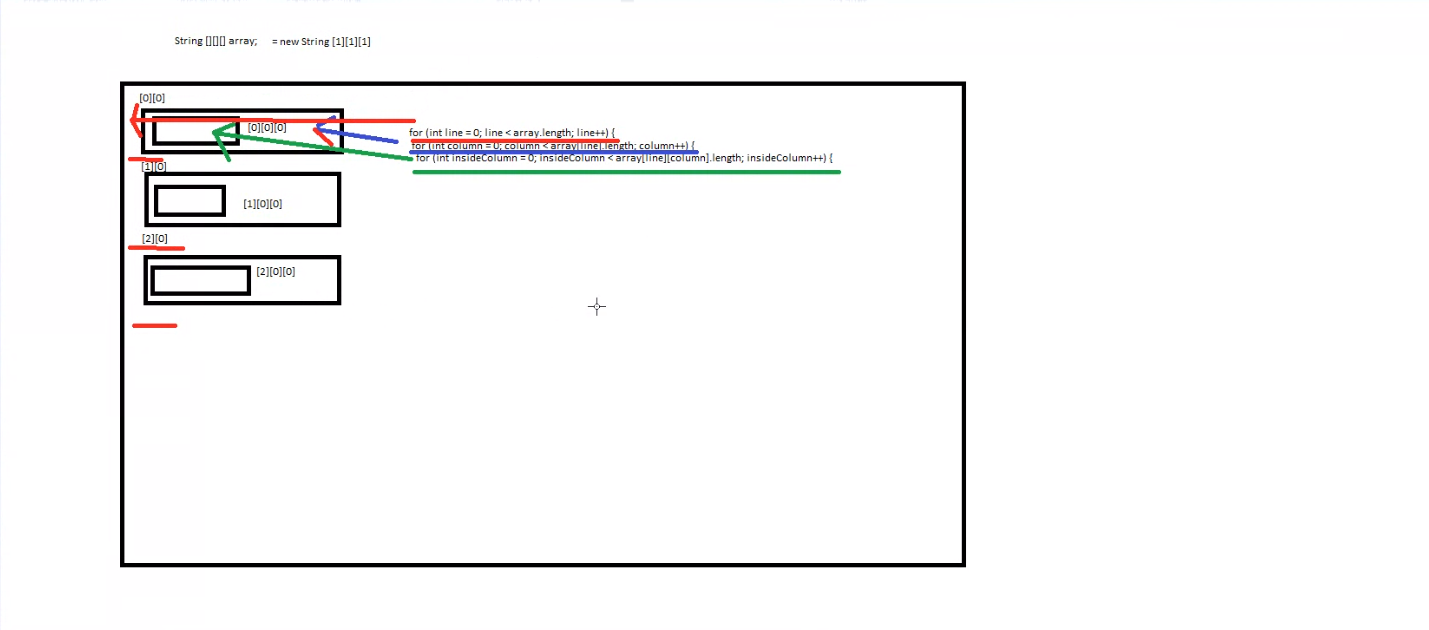 String [][][] array; = new String [1][1][1]
[0][0]
[0][0][0]
for (int line = 0; line < array.length; line++) {
for (int column = 0; column < array[line].length; column++) {
for (int insideColumn = 0; insideColumn < array[line][column].length; insideColumn++) {
[1][0]
[1][0][0]
[2][0]
[2][0][0]